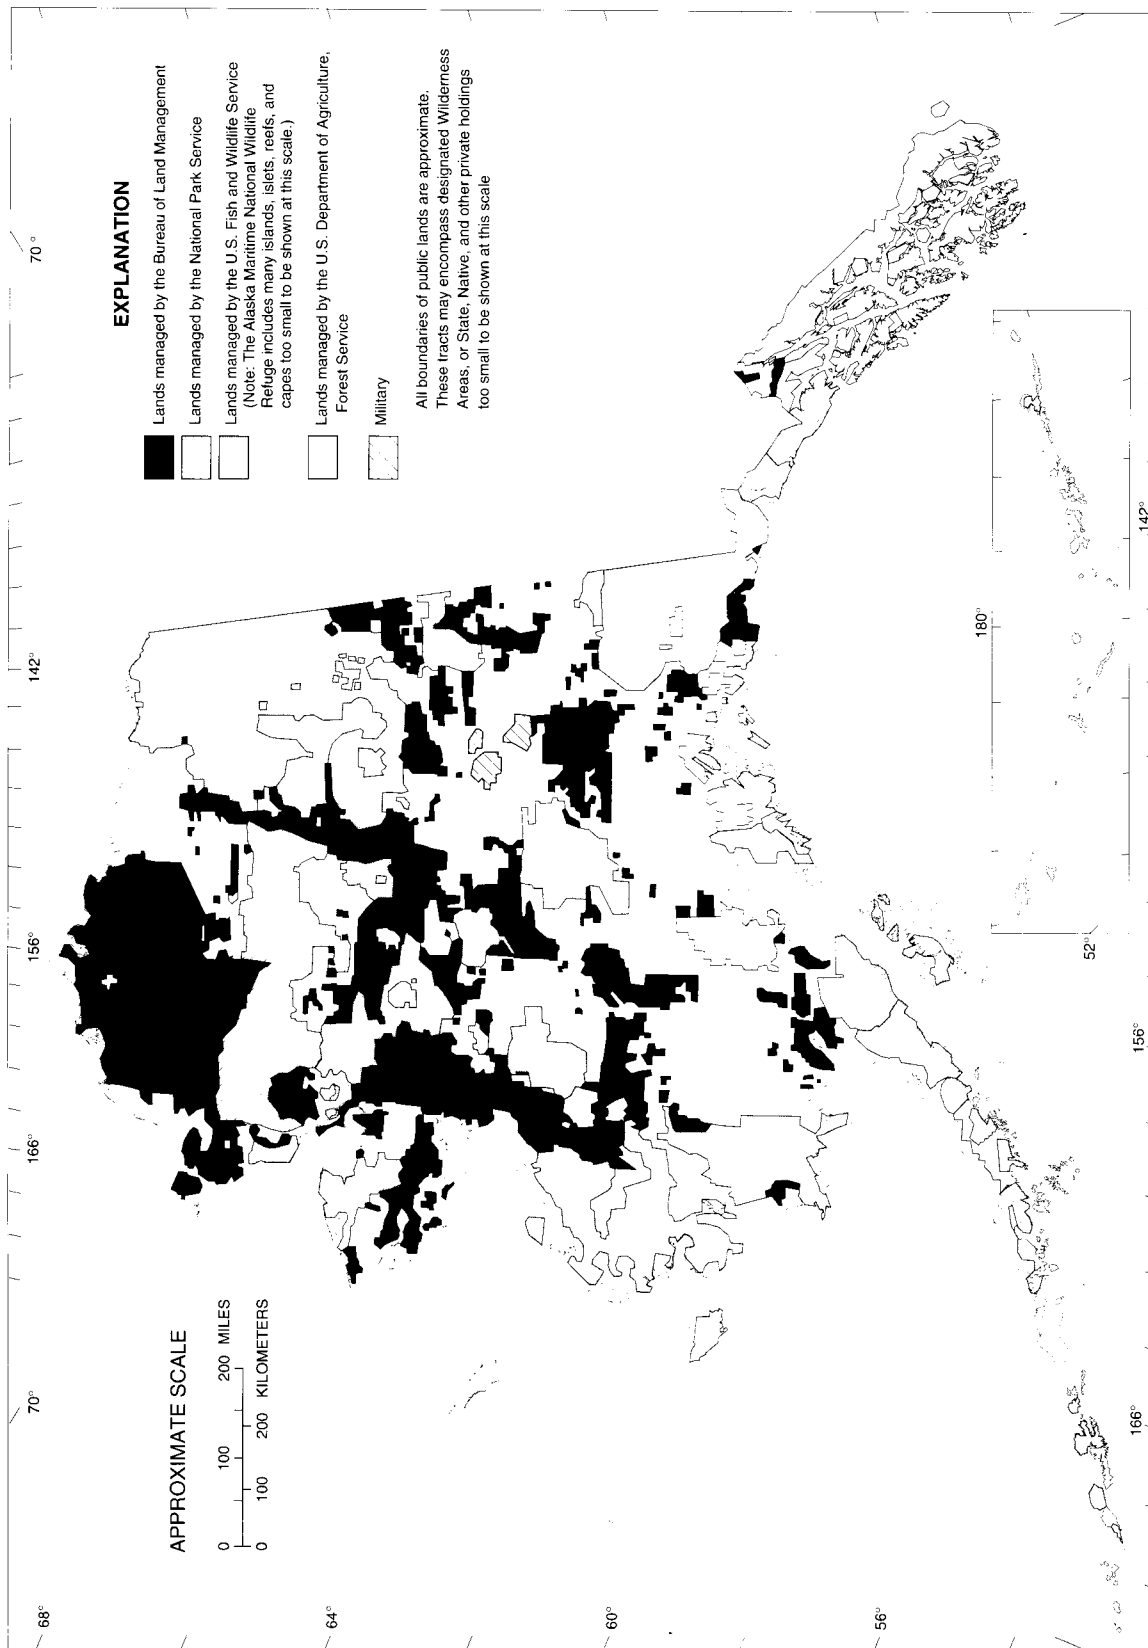 EXPLANATION
Lands managed by the Bureau of Land Management
Lands managed by the National Park Service
Lands managed by the U.S. Fish and Wildlife Service
(Note: The Alaska Maritime National Wildlife
Refuge includes many islands, islets, reefs, and
capes too small to be shown at this scale.)
Lands managed by the U.S. Department of Agriculture,
Forest Service
Military
All boundaries of public lands are approximate.
These tracts may encompass designated Wilderness
Areas, or State, Native, and other private holdings
too small to be shown at this scale
APPROXIMATE SCALE
0 100 200 MILES
0 100 200 KILOMETERS
70°
166°
156°
142°
70°
68°
64°
60°
56°
166°
156°
142°
52°
180°